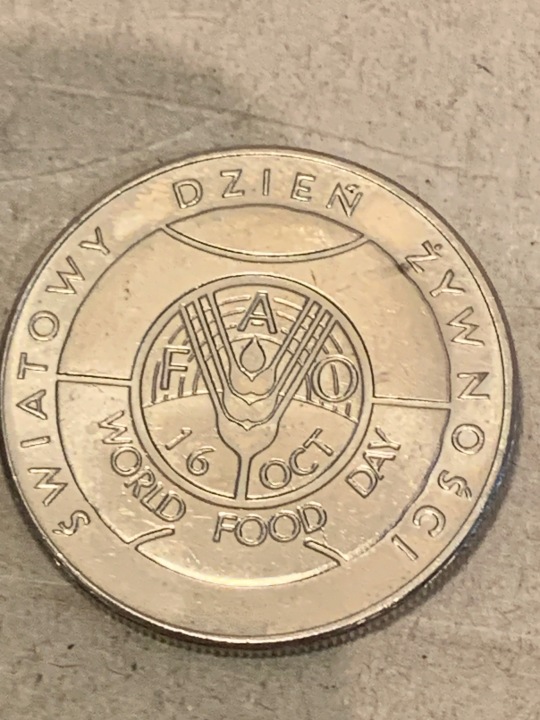 ŚWIATOWY DZIEŃ ŻYWNOŚCI
FAO
16 OCT
WORLD FOOD DAY